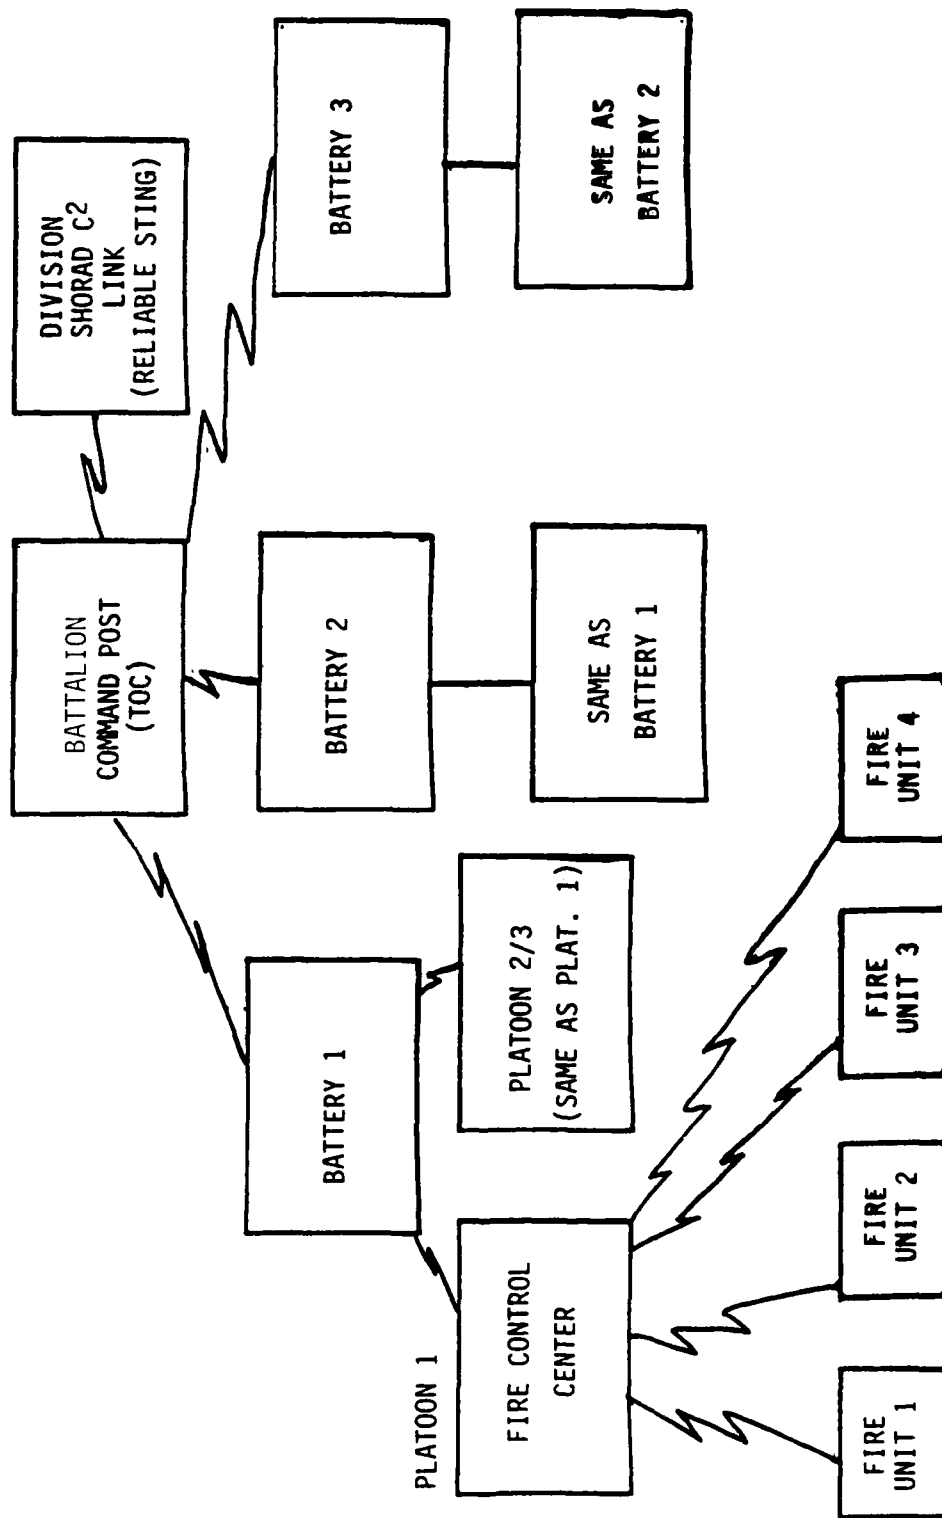 BATTALION
COMMAND POST
(TOC)
DIVISION
SHORAD C²
LINK
(RELIABLE STING)
BATTERY 1
BATTERY 2
BATTERY 3
PLATOON 1
FIRE CONTROL
CENTER
PLATOON 2/3
(SAME AS PLAT. 1)
SAME AS
BATTERY 1
SAME AS
BATTERY 2
FIRE
UNIT 1
FIRE
UNIT 2
FIRE
UNIT 3
FIRE
UNIT 4